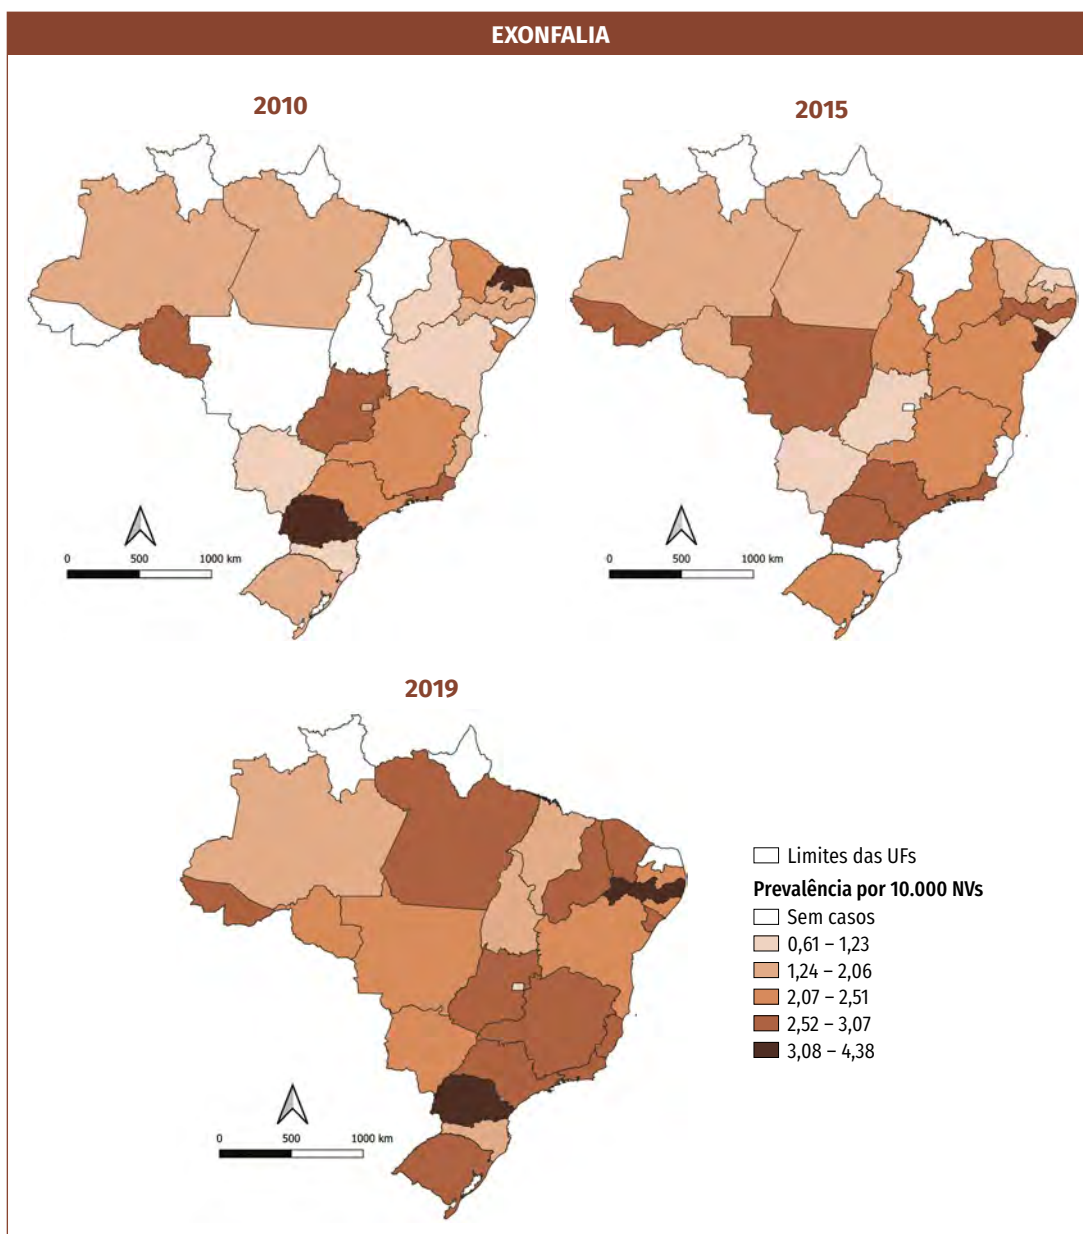 EXONFALIA
2010
2015
0 500 1000 km
0 500 1000 km
2019
0 500 1000 km
Limites das UFs
Prevalência por 10.000 NVs
Sem casos
0,61 – 1,23
1,24 – 2,06
2,07 – 2,51
2,52 – 3,07
3,08 – 4,38